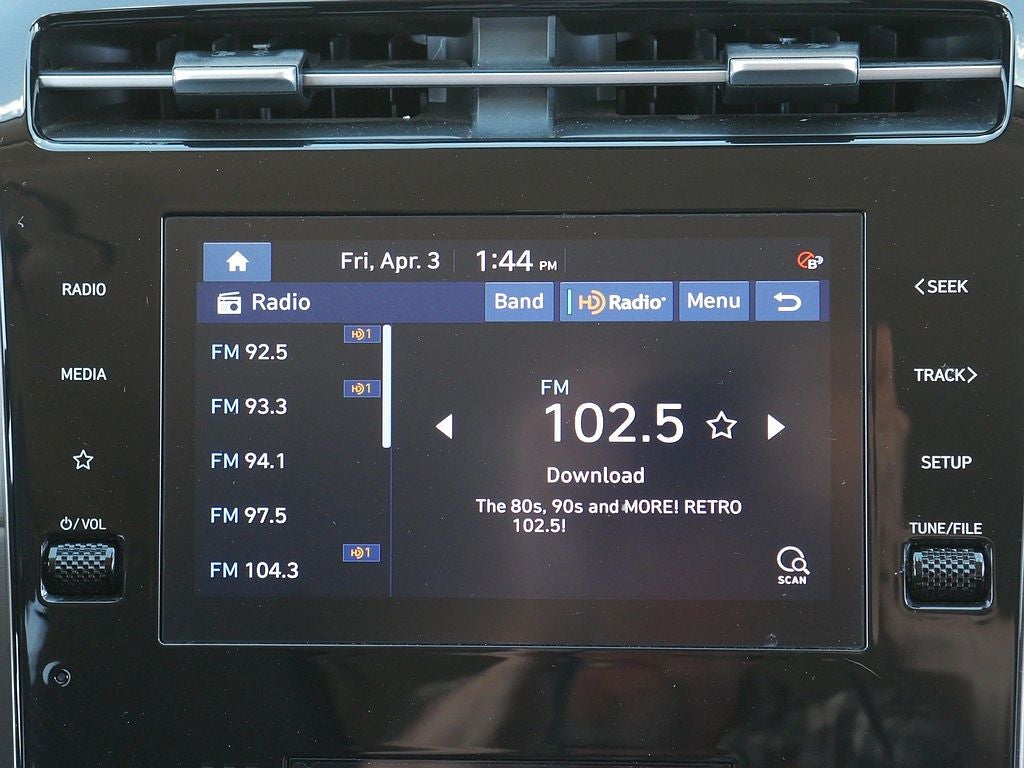 Fri, Apr. 3 1:44 PM B
RADIO
Radio Band HD Radio Menu
<SEEK
HD1
FM 92.5
MEDIA
HD1
FM 93.3
FM 94.1
FM 97.5
HD1
FM 104.3
FM
102.5
Download
The 80s, 90s and MORE! RETRO
102.5!
SCAN
TRACK>
SETUP
/VOL
TUNE/FILE